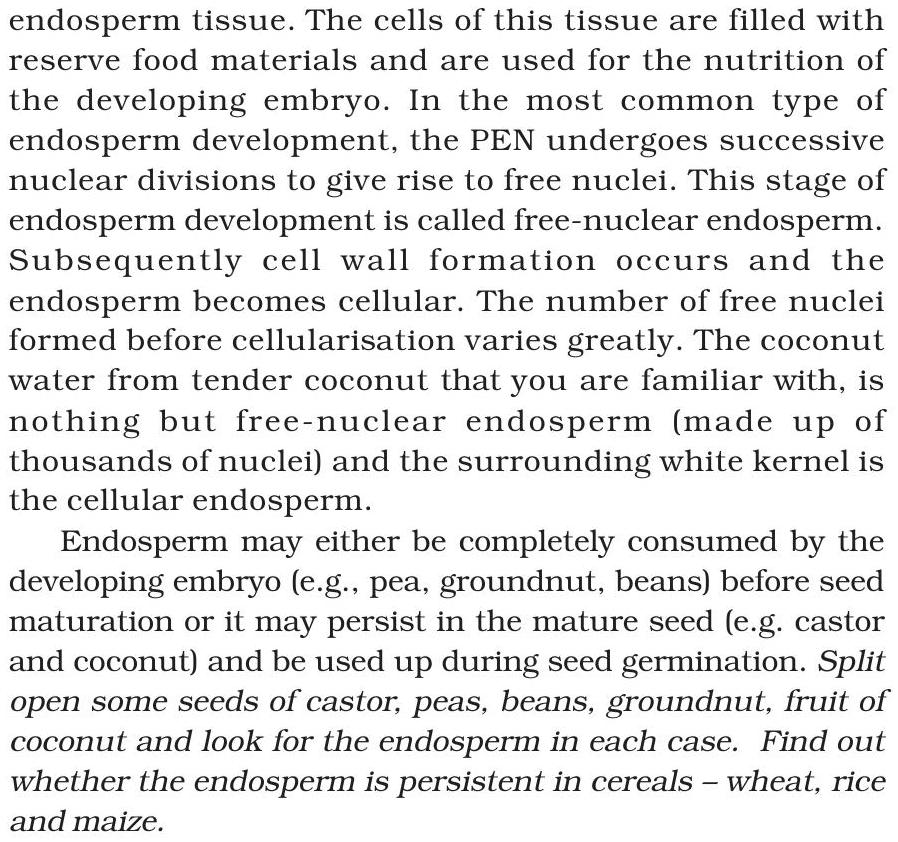 endosperm tissue. The cells of this tissue are filled with
reserve food materials and are used for the nutrition of
the developing embryo. In the most common type of
endosperm development, the PEN undergoes successive
nuclear divisions to give rise to free nuclei. This stage of
endosperm development is called free-nuclear endosperm.
Subsequently cell wall formation occurs and the
endosperm becomes cellular. The number of free nuclei
formed before cellularisation varies greatly. The coconut
water from tender coconut that you are familiar with, is
nothing but free-nuclear endosperm (made up of
thousands of nuclei) and the surrounding white kernel is
the cellular endosperm.
Endosperm may either be completely consumed by the
developing embryo (e.g., pea, groundnut, beans) before seed
maturation or it may persist in the mature seed (e.g. castor
and coconut) and be used up during seed germination. Split
open some seeds of castor, peas, beans, groundnut, fruit of
coconut and look for the endosperm in each case. Find out
whether the endosperm is persistent in cereals – wheat, rice
and maize.